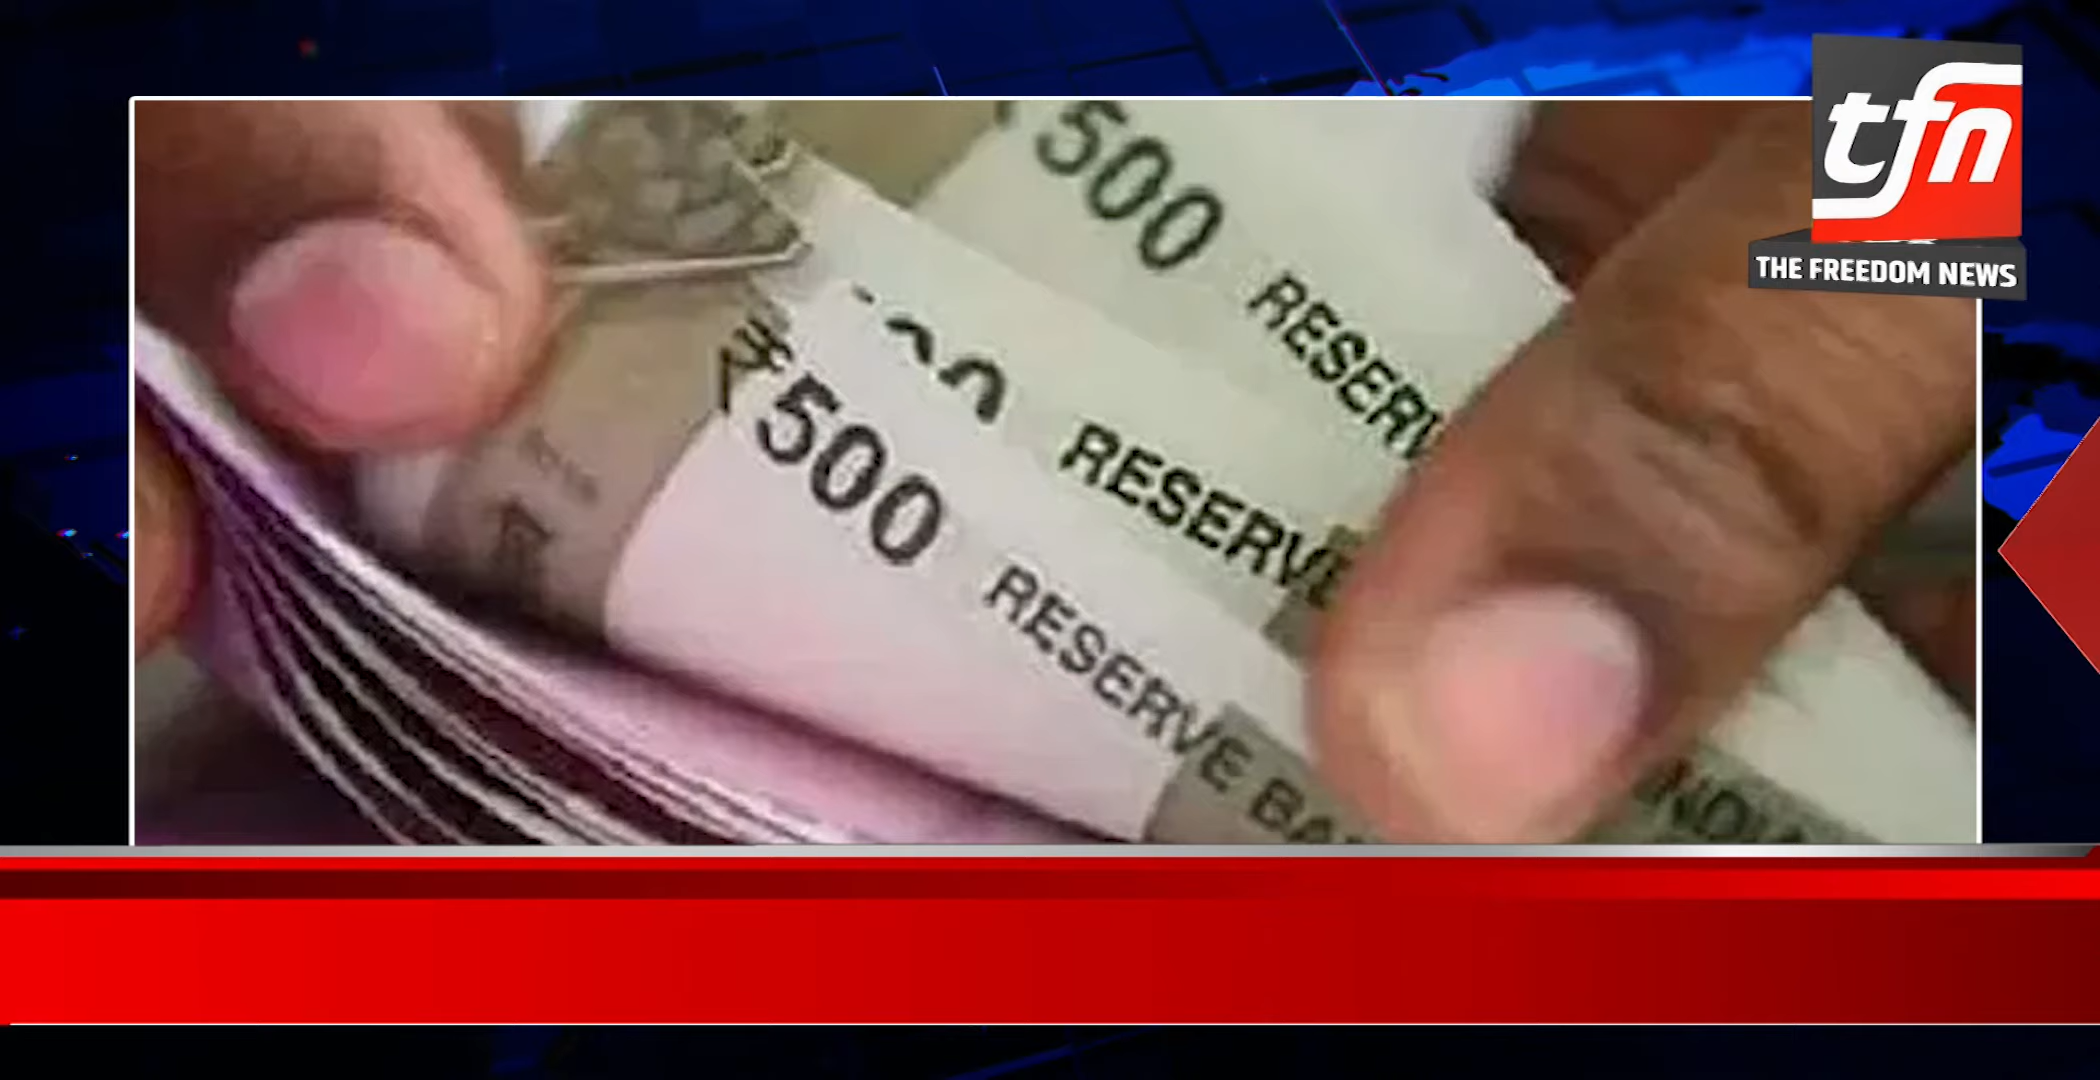 tfn
THE FREEDOM NEWS
500
RESERV
RESERVE
₹500
RESERVE